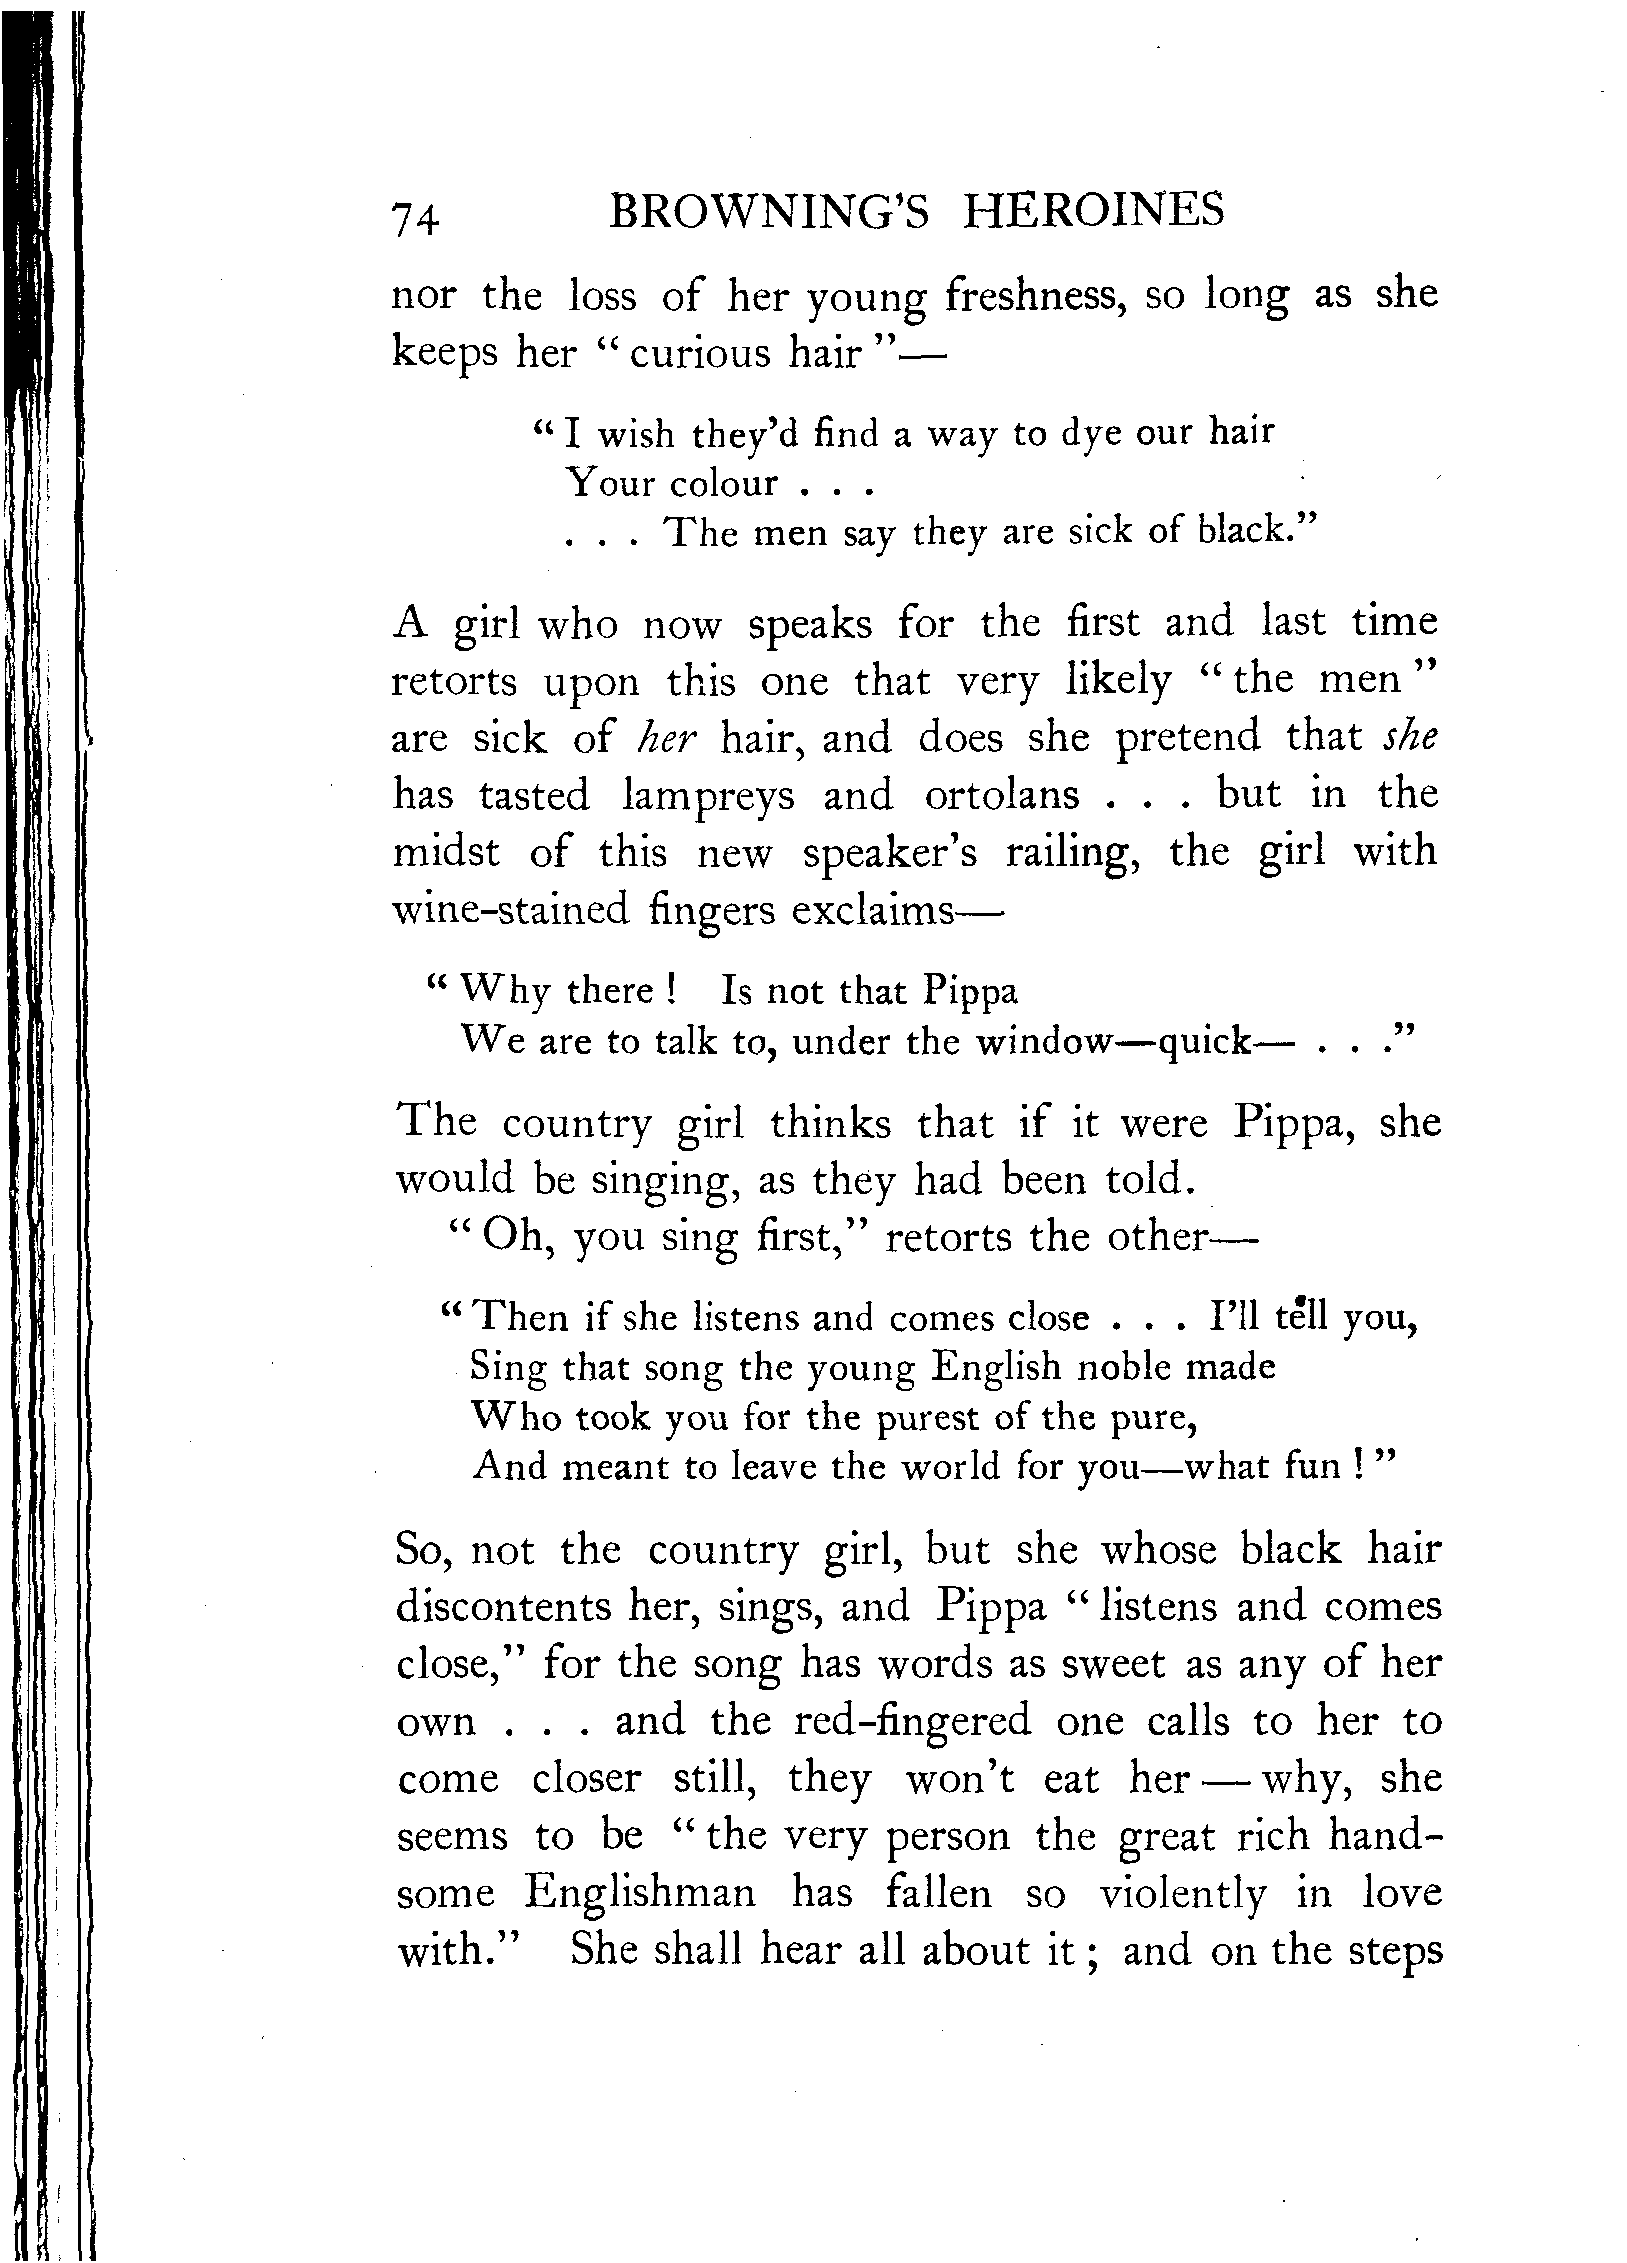 74 BROWNING'S HEROINES
nor the loss of her young freshness, so long as she
keeps her “ curious hair ”—
“ I wish they'd find a way to dye our hair
Your colour . . .
. . . The men say they are sick of black.”
A girl who now speaks for the first and last time
retorts upon this one that very likely “ the men ”
are sick of her hair, and does she pretend that she
has tasted lampreys and ortolans . . . but in the
midst of this new speaker's railing, the girl with
wine-stained fingers exclaims—
“ Why there ! Is not that Pippa
We are to talk to, under the window—quick— . . .”
The country girl thinks that if it were Pippa, she
would be singing, as they had been told.
“ Oh, you sing first,” retorts the other—
“ Then if she listens and comes close . . . I'll tell you,
Sing that song the young English noble made
Who took you for the purest of the pure,
And meant to leave the world for you—what fun ! ”
So, not the country girl, but she whose black hair
discontents her, sings, and Pippa “ listens and comes
close,” for the song has words as sweet as any of her
own . . . and the red-fingered one calls to her to
come closer still, they won't eat her — why, she
seems to be “ the very person the great rich hand-
some Englishman has fallen so violently in love
with.” She shall hear all about it ; and on the steps